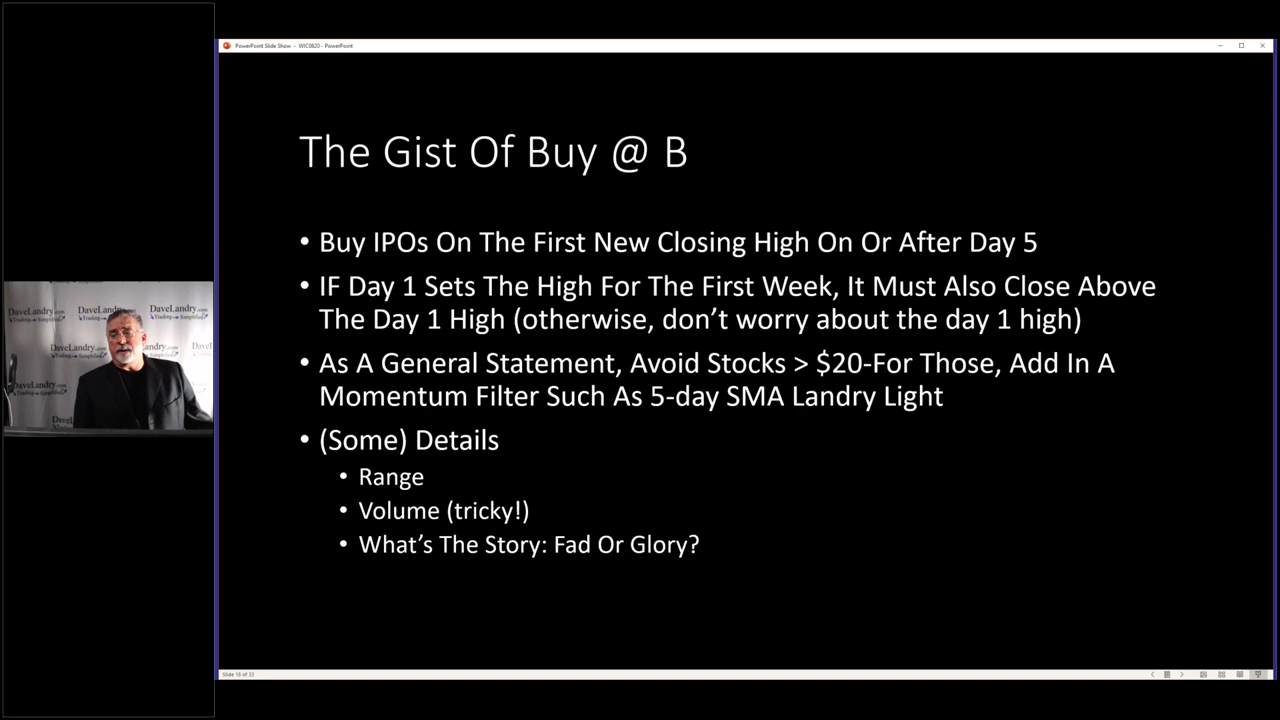 PowerPoint Slide Show - WIC0820 - PowerPoint
The Gist Of Buy @ B
• Buy IPOs On The First New Closing High On Or After Day 5
• IF Day 1 Sets The High For The First Week, It Must Also Close Above
The Day 1 High (otherwise, don’t worry about the day 1 high)
• As A General Statement, Avoid Stocks > $20-For Those, Add In A
Momentum Filter Such As 5-day SMA Landry Light
• (Some) Details
• Range
• Volume (tricky!)
• What’s The Story: Fad Or Glory?
DaveLandry.com
Trading Simplified
Slide 18 of 33